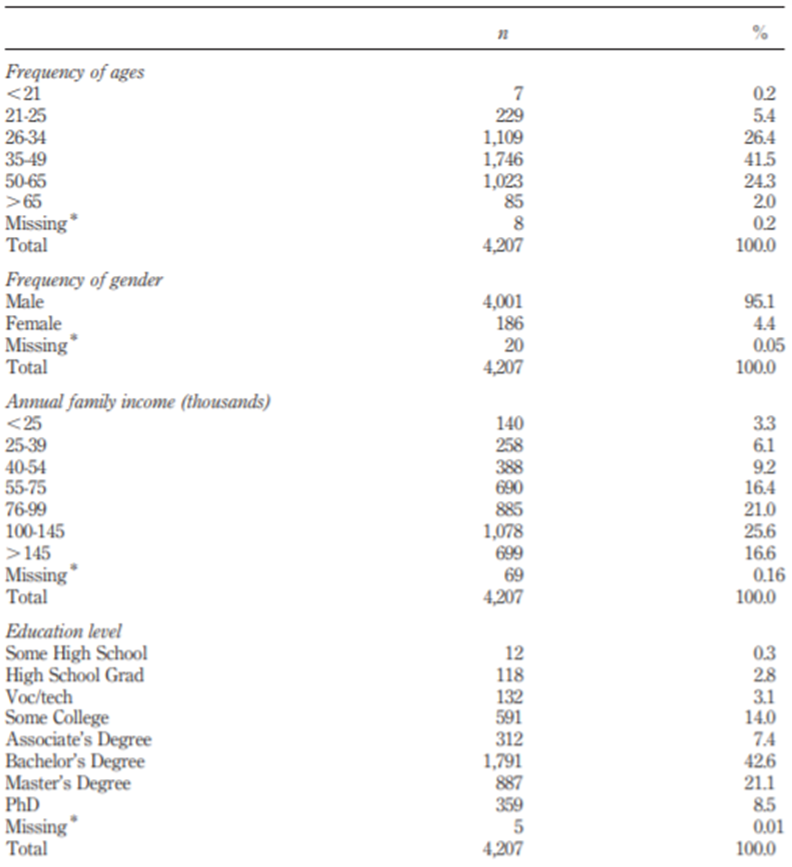 n %
Frequency of ages
<21 7 0.2
21-25 229 5.4
26-34 1,109 26.4
35-49 1,746 41.5
50-65 1,023 24.3
>65 85 2.0
Missing* 8 0.2
Total 4,207 100.0
Frequency of gender
Male 4,001 95.1
Female 186 4.4
Missing* 20 0.05
Total 4,207 100.0
Annual family income (thousands)
<25 140 3.3
25-39 258 6.1
40-54 388 9.2
55-75 690 16.4
76-99 885 21.0
100-145 1,078 25.6
>145 699 16.6
Missing* 69 0.16
Total 4,207 100.0
Education level
Some High School 12 0.3
High School Grad 118 2.8
Voc/tech 132 3.1
Some College 591 14.0
Associate's Degree 312 7.4
Bachelor's Degree 1,791 42.6
Master's Degree 887 21.1
PhD 359 8.5
Missing* 5 0.01
Total 4,207 100.0